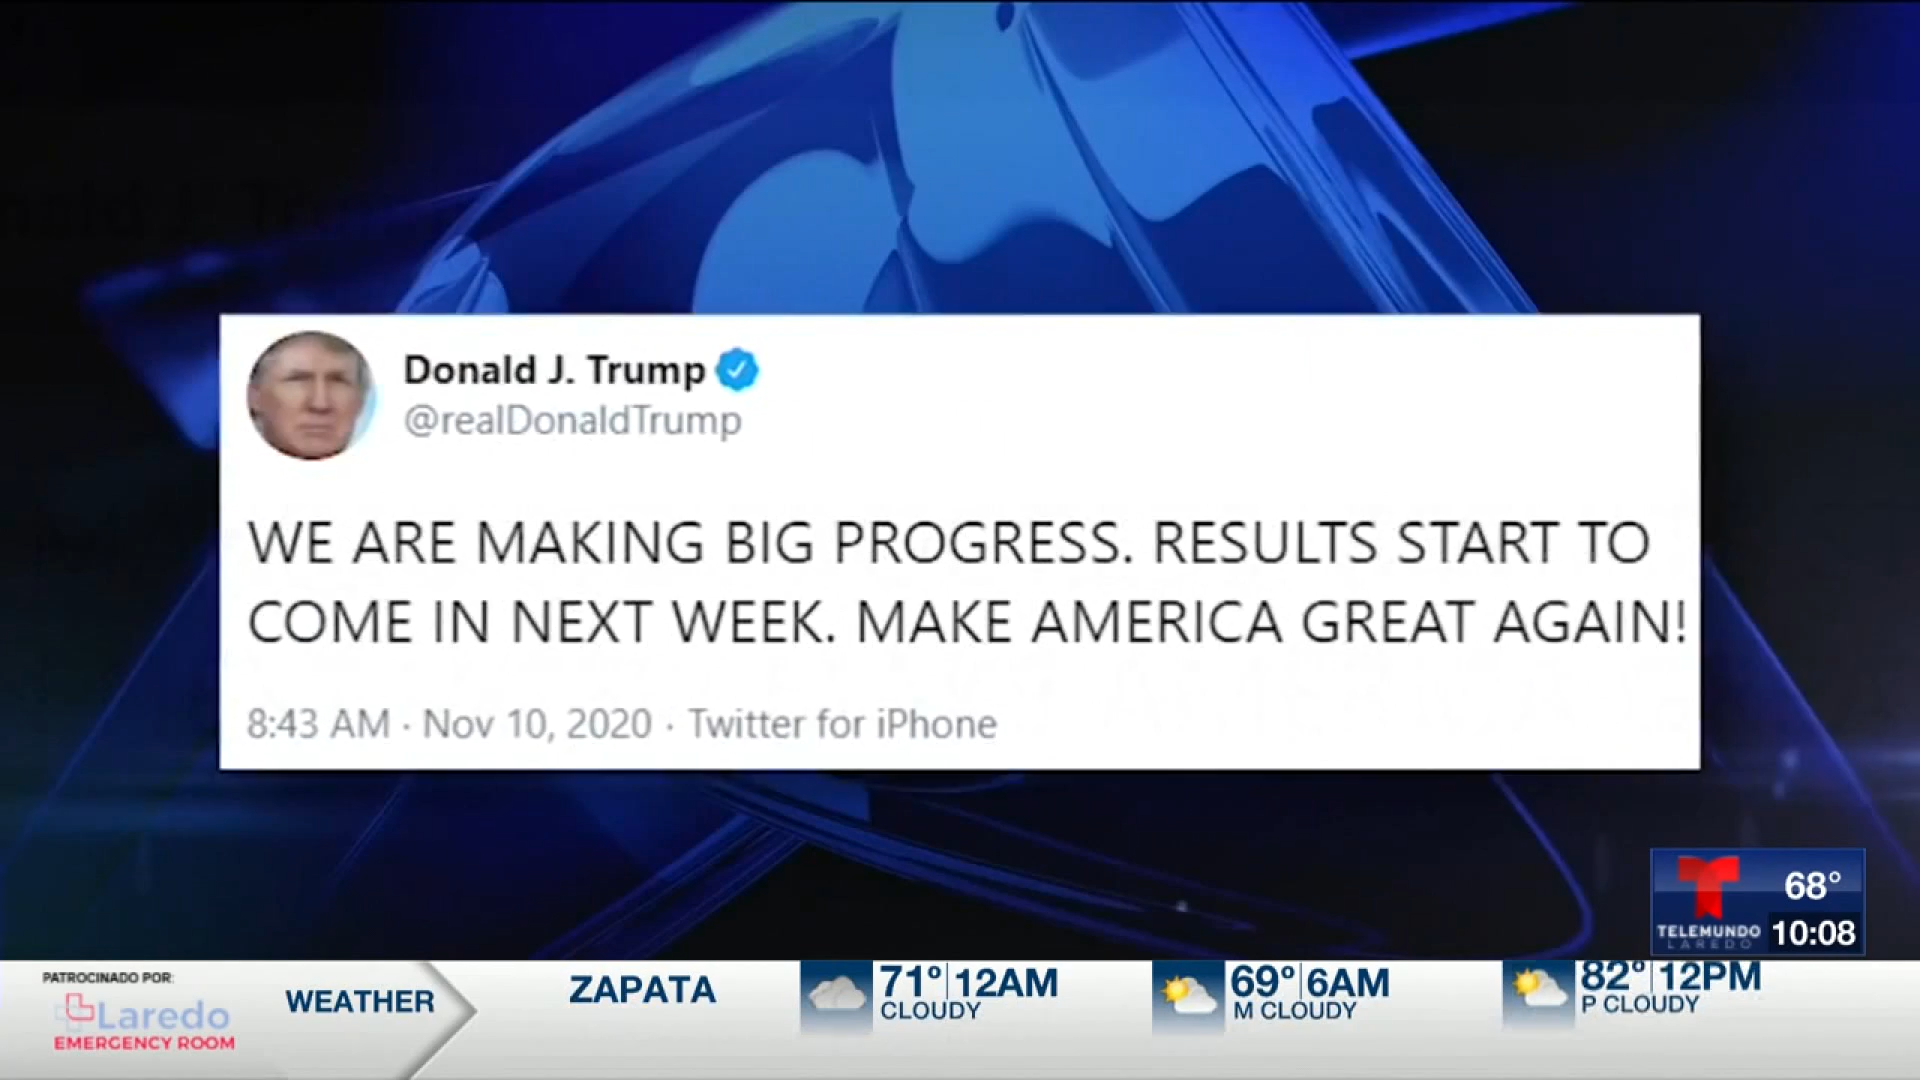 Donald J. Trump
@realDonaldTrump
WE ARE MAKING BIG PROGRESS. RESULTS START TO
COME IN NEXT WEEK. MAKE AMERICA GREAT AGAIN!
8:43 AM · Nov 10, 2020 · Twitter for iPhone
68°
TELEMUNDO
LAREDO
10:08
PATROCINADO POR:
Laredo
EMERGENCY ROOM
WEATHER
ZAPATA
71° 12AM
CLOUDY
69° 6AM
M CLOUDY
82° 12PM
P CLOUDY